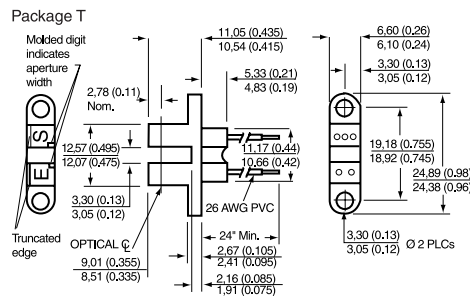 Package T
Molded digit
indicates
aperture
width
2,78 (0.11)
Nom.
11,05 (0.435)
10,54 (0.415)
5,33 (0.21)
4,83 (0.19)
6,60 (0.26)
6,10 (0.24)
3,30 (0.13)
3,05 (0.12)
S
E
12,57 (0.495)
12,07 (0.475)
11,17 (0.44)
10,66 (0.42)
19,18 (0.755)
18,92 (0.745)
24,89 (0.98)
24,38 (0.96)
3,30 (0.13)
3,05 (0.12)
26 AWG PVC
Truncated
edge
OPTICAL ℄
24" Min.
9,01 (0.355)
8,51 (0.335)
2,67 (0.105)
2,41 (0.095)
2,16 (0.085)
1,91 (0.075)
3,30 (0.13)
3,05 (0.12)
Ø 2 PLCs